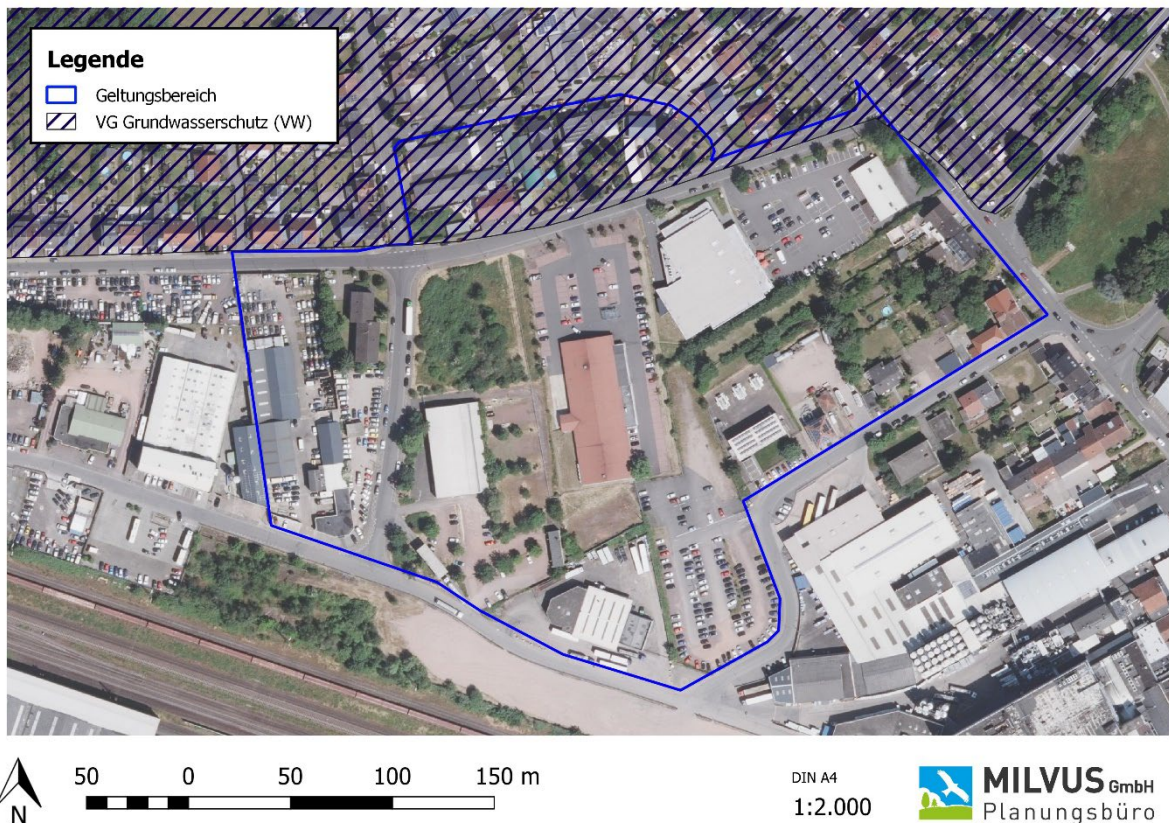 Legende
Geltungsbereich
VG Grundwasserschutz (VW)
N
50 0 50 100 150 m
DIN A4
1:2.000
MILVUS GmbH
Planungsbüro